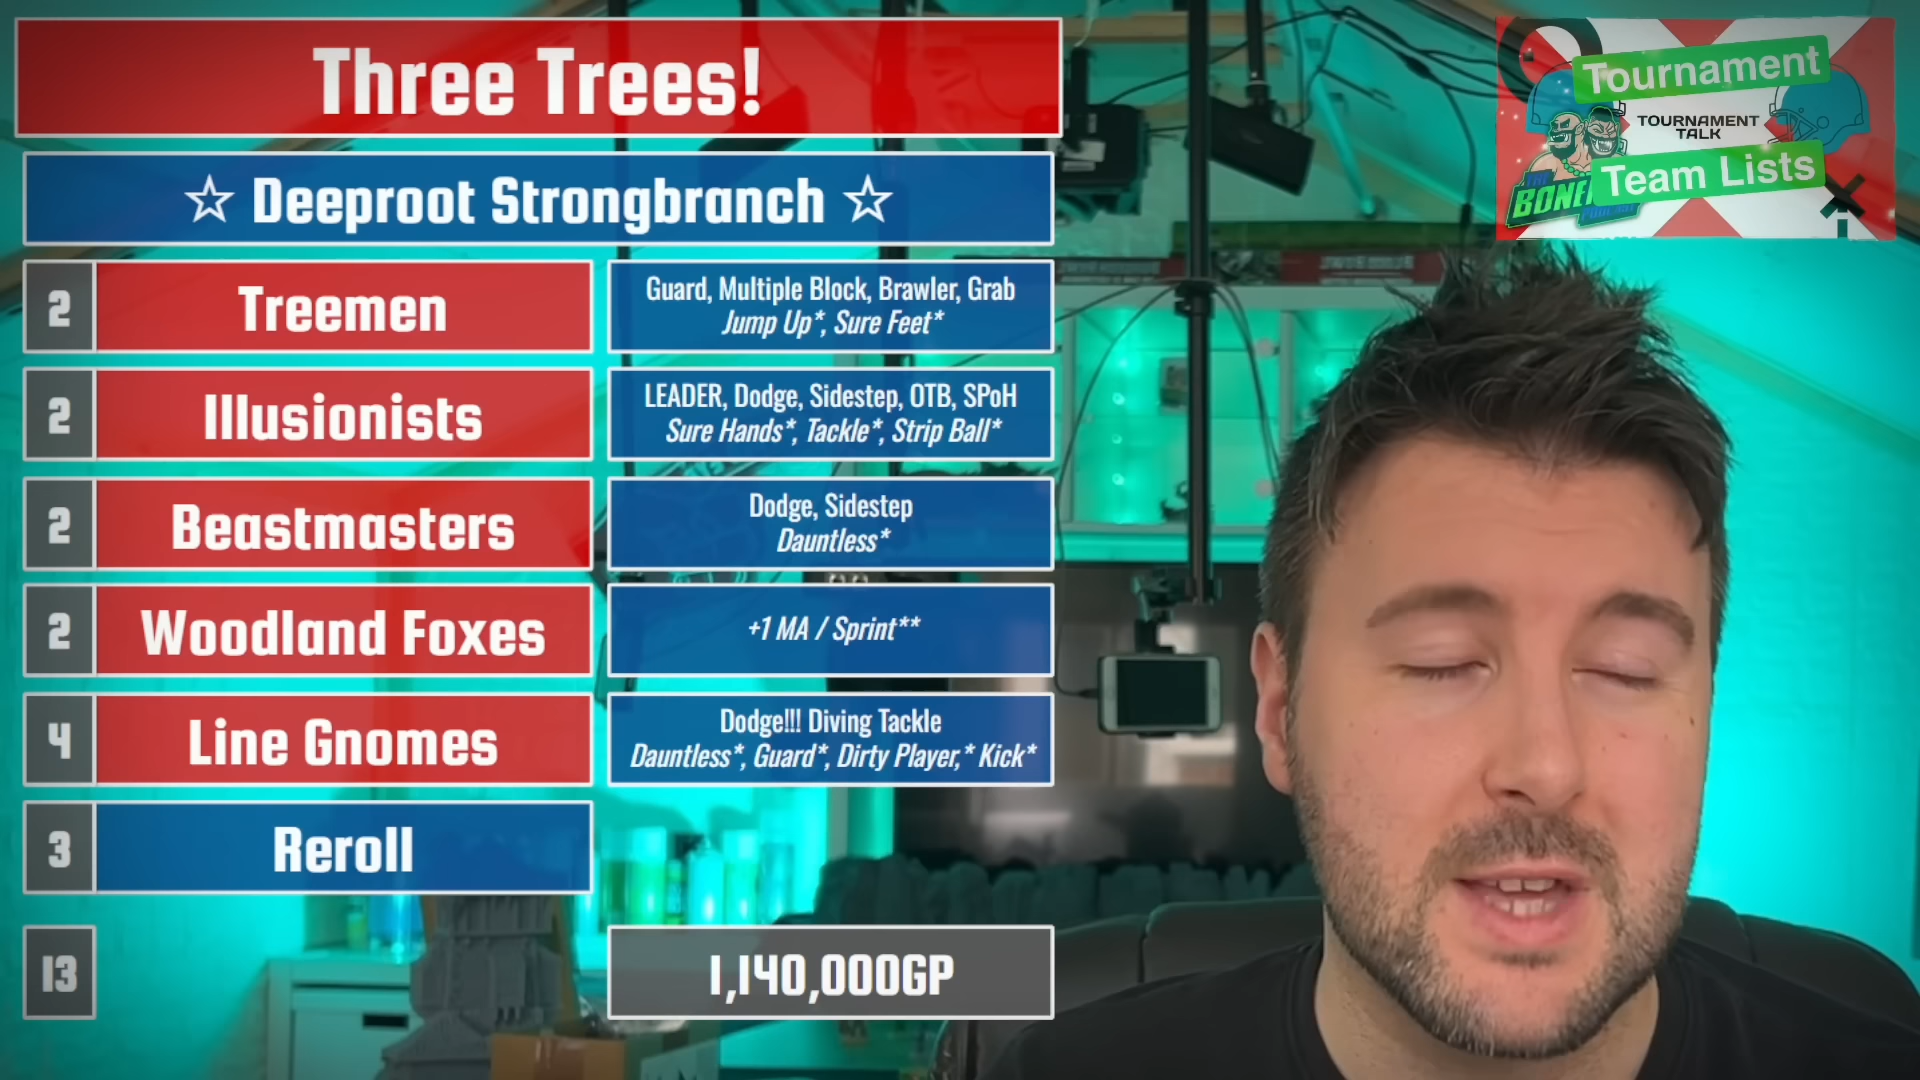 Three Trees!
☆ Deeproot Strongbranch ☆
2 Treemen
Guard, Multiple Block, Brawler, Grab
Jump Up*, Sure Feet*
2 Illusionists
LEADER, Dodge, Sidestep, OTB, SPoH
Sure Hands*, Tackle*, Strip Ball*
2 Beastmasters
Dodge, Sidestep
Dauntless*
2 Woodland Foxes
+1 MA / Sprint**
4 Line Gnomes
Dodge!!! Diving Tackle
Dauntless*, Guard*, Dirty Player,* Kick*
3 Reroll
13
1,140,000GP
Tournament
TOURNAMENT
TALK
Team Lists
THE